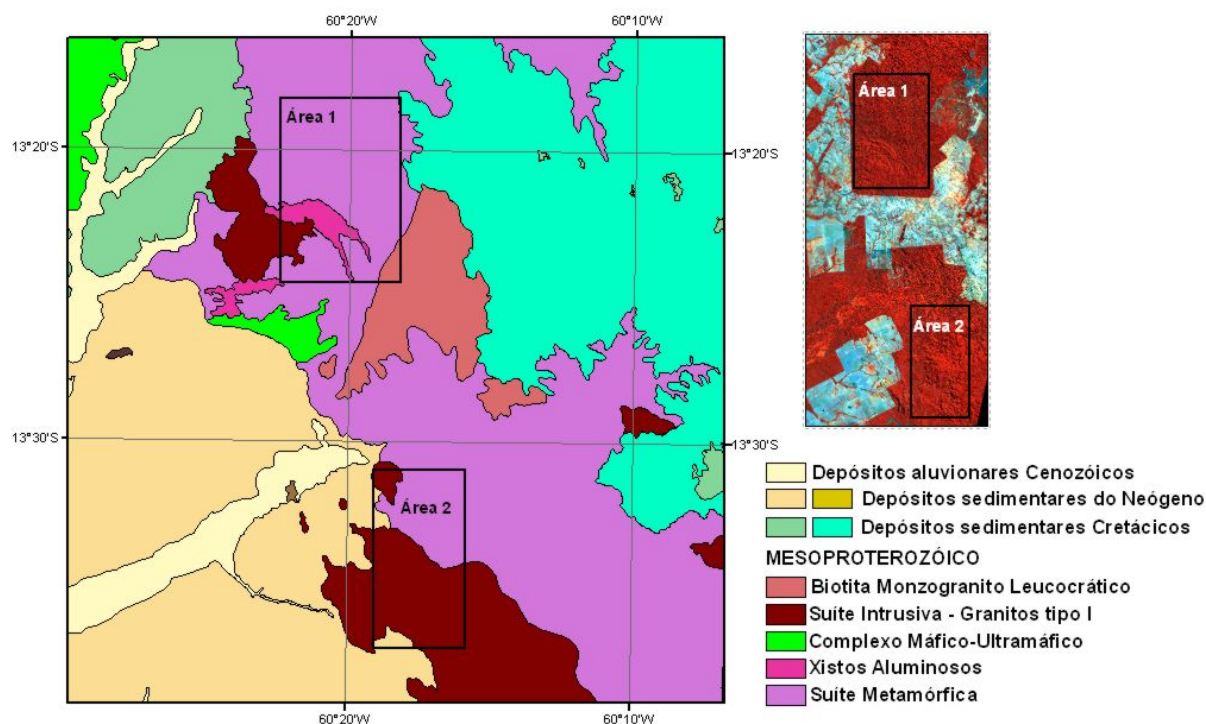 60°20'W
60°10'W
Área 1
13°20'S
13°20'S
13°30'S
13°30'S
Área 2
60°20'W
60°10'W
Área 1
Área 2
Depósitos aluvionares Cenozóicos
Depósitos sedimentares do Neógeno
Depósitos sedimentares Cretácicos
MESOPROTEROZÓICO
Biotita Monzogranito Leucocrático
Suíte Intrusiva - Granitos tipo I
Complexo Máfico-Ultramáfico
Xistos Aluminosos
Suíte Metamórfica